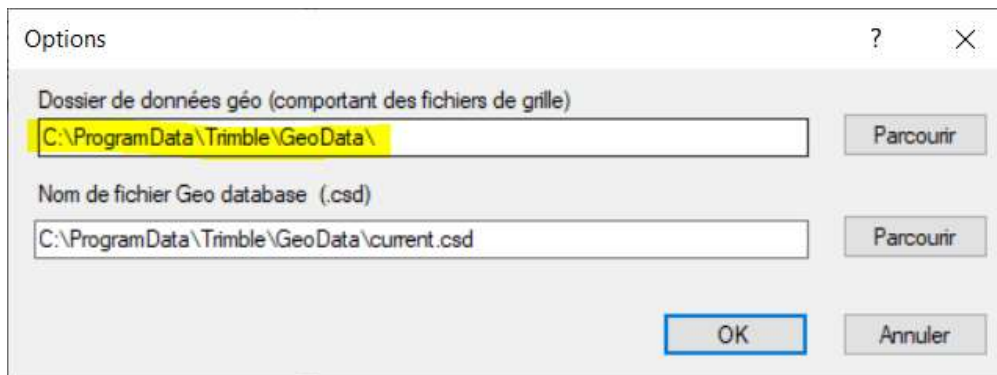 Options ?
Dossier de données géo (comportant des fichiers de grille)
C:\ProgramData\Trimble\GeoData\ Parcourir
Nom de fichier Geo database (.csd)
C:\ProgramData\Trimble\GeoData\current.csd Parcourir
OK Annuler